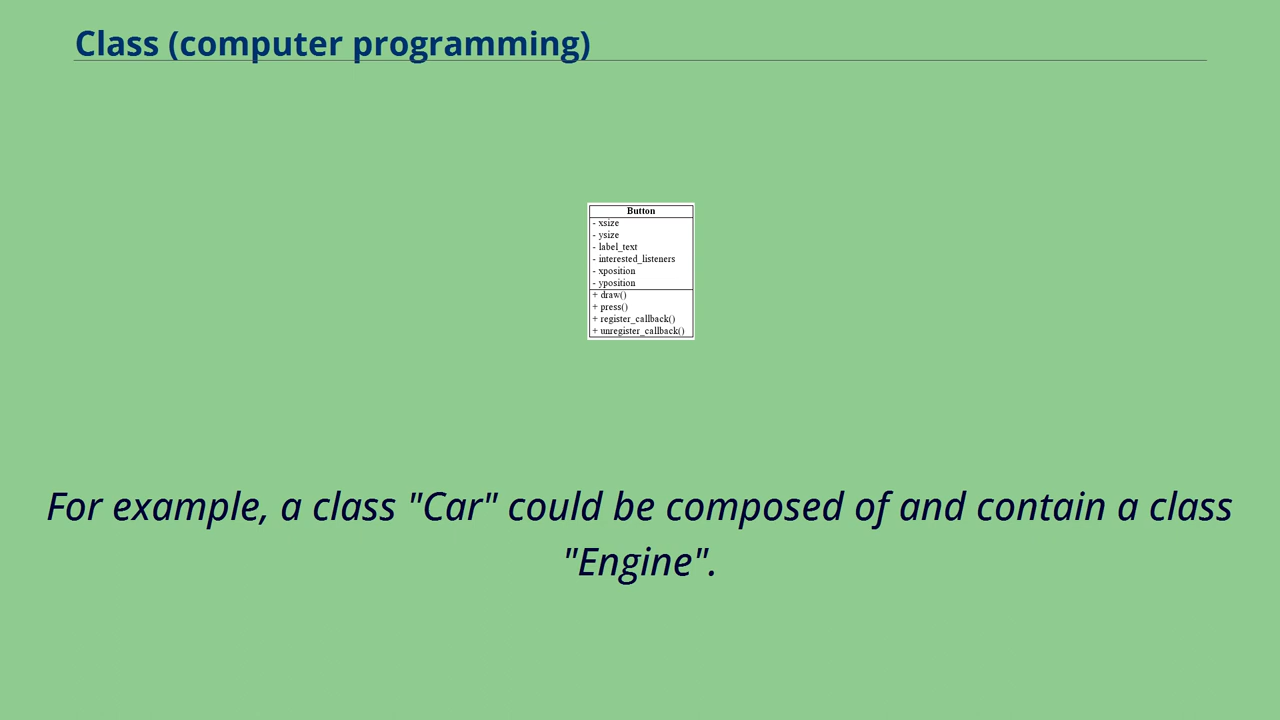 Class (computer programming)
Button
- xsize
- ysize
- label_text
- interested_listeners
- xposition
- yposition
+ draw()
+ press()
+ register_callback()
+ unregister_callback()
For example, a class "Car" could be composed of and contain a class
"Engine".